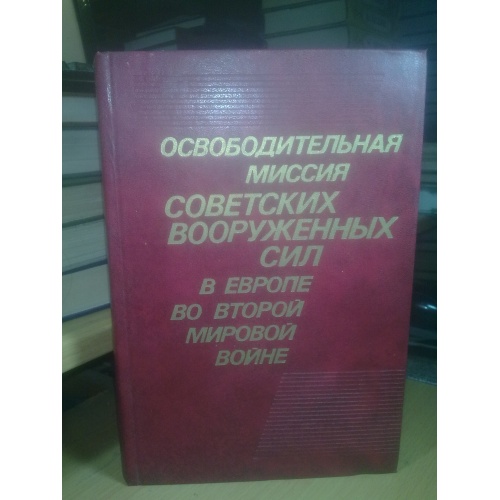 ОСВОБОДИТЕЛЬНАЯ
МИССИЯ
СОВЕТСКИХ
ВООРУЖЕННЫХ
СИЛ
В ЕВРОПЕ
ВО ВТОРОЙ
МИРОВОЙ
ВОЙНЕ